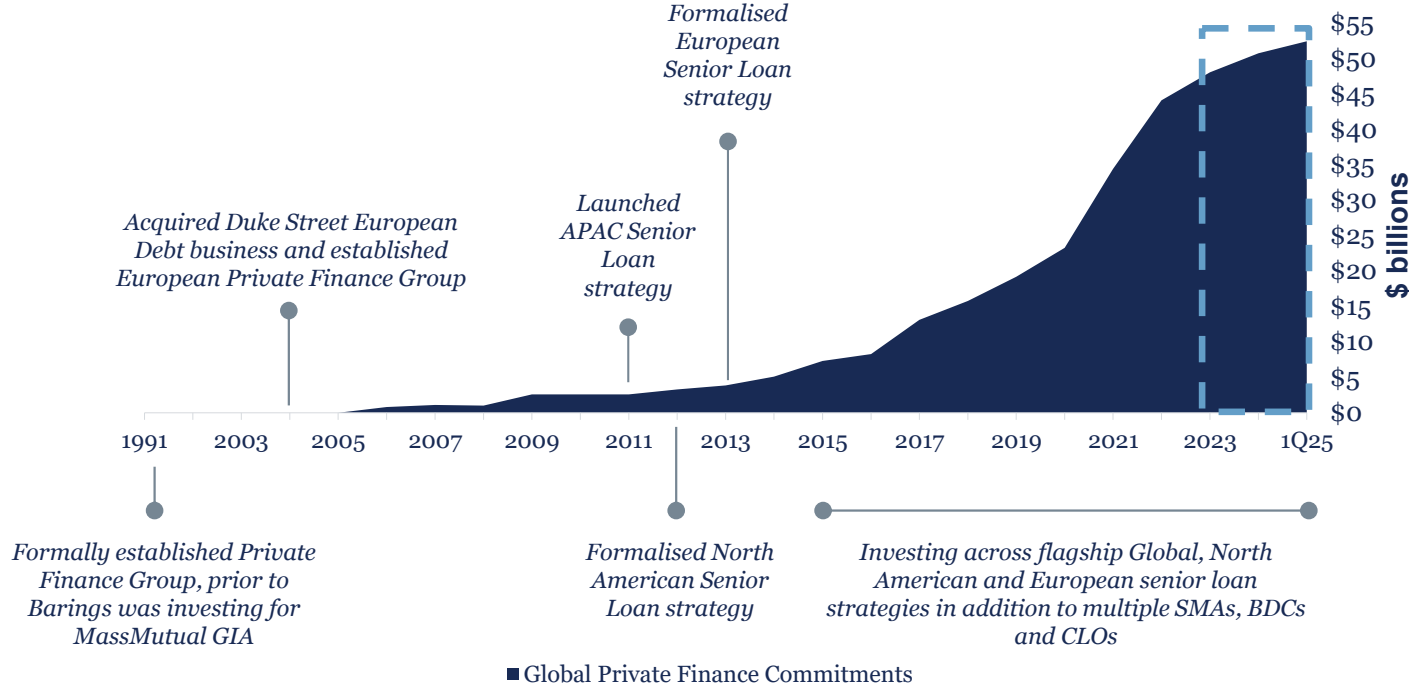 Formalised
European
Senior Loan
strategy
Launched
APAC Senior
Loan
strategy
Acquired Duke Street European
Debt business and established
European Private Finance Group
$55
$50
$45
$40
$35
$30
$25
$20
$15
$10
$5
$0
$ billions
1991 2003 2005 2007 2009 2011 2013 2015 2017 2019 2021 2023 1Q25
Formally established Private
Finance Group, prior to
Barings was investing for
MassMutual GIA
Formalised North
American Senior
Loan strategy
Investing across flagship Global, North
American and European senior loan
strategies in addition to multiple SMAs, BDCs
and CLOs
Global Private Finance Commitments